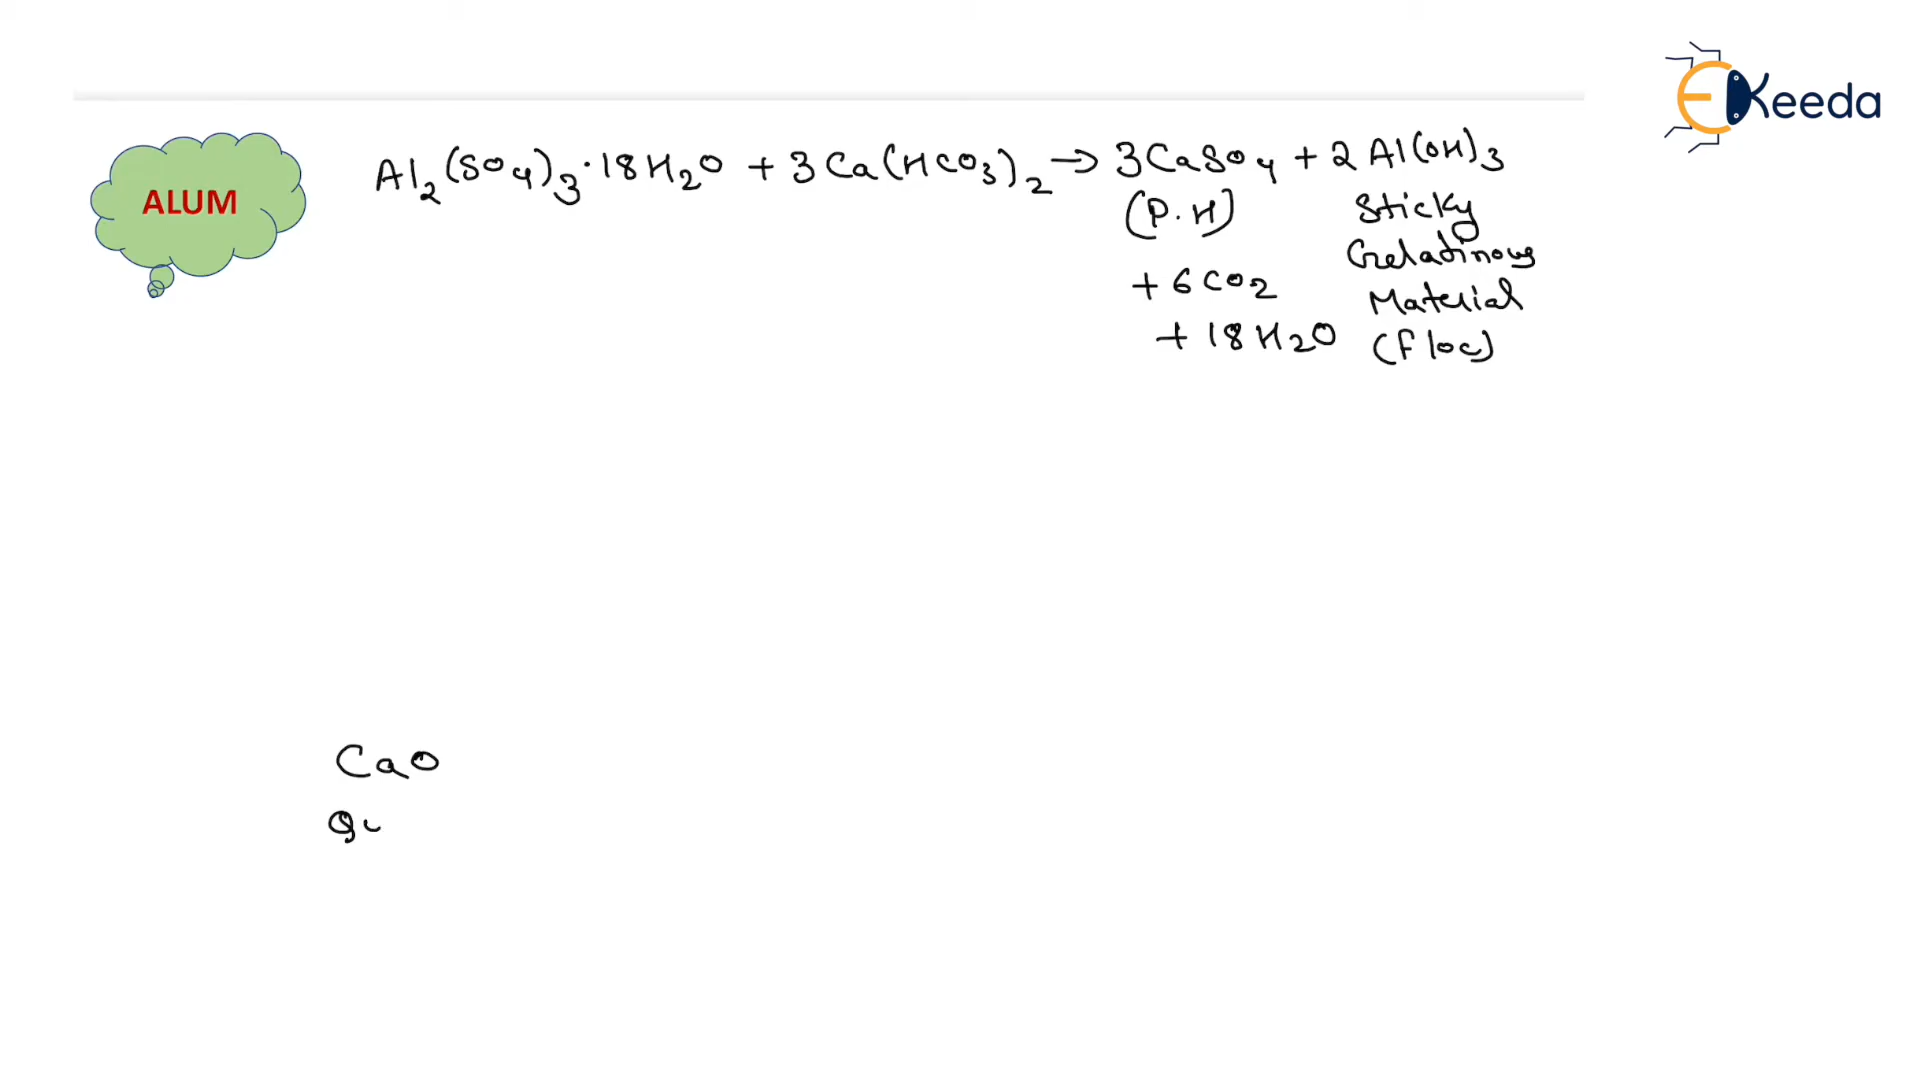 EKeeda
ALUM
Al₂(SO₄)₃·18H₂O + 3Ca(HCO₃)₂ → 3CaSO₄ + 2Al(OH)₃
(P.H) Sticky
Gelatinous
+ 6CO₂ Material
+ 18H₂O (Floc)
CaO
Qu